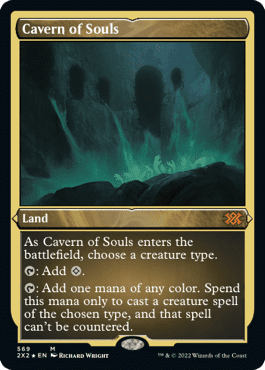 Cavern of Souls
Land
As Cavern of Souls enters the
battlefield, choose a creature type.
: Add .
: Add one mana of any color. Spend
this mana only to cast a creature spell
of the chosen type, and that spell
can't be countered.
569 M
2X2 ★ EN RICHARD WRIGHT
™ & © 2022 Wizards of the Coast